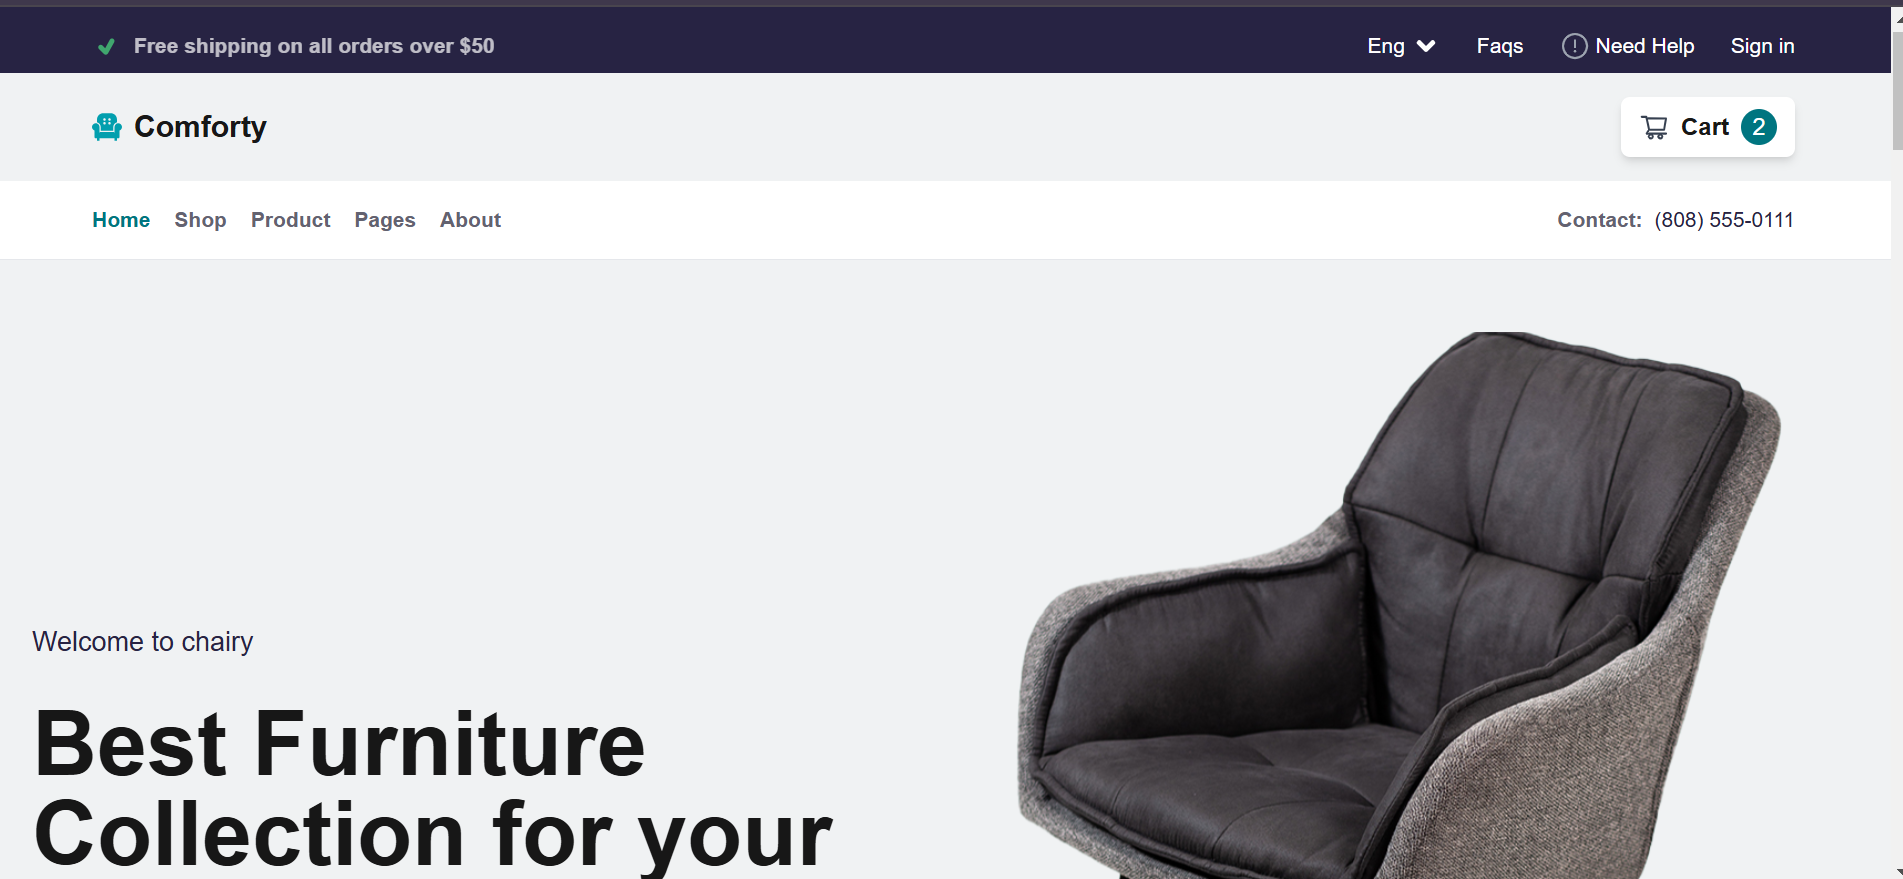 Free shipping on all orders over $50
Eng
Faqs
Need Help
Sign in
Comforty
Cart 2
Home
Shop
Product
Pages
About
Contact: (808) 555-0111
Welcome to chairy
Best Furniture
Collection for your